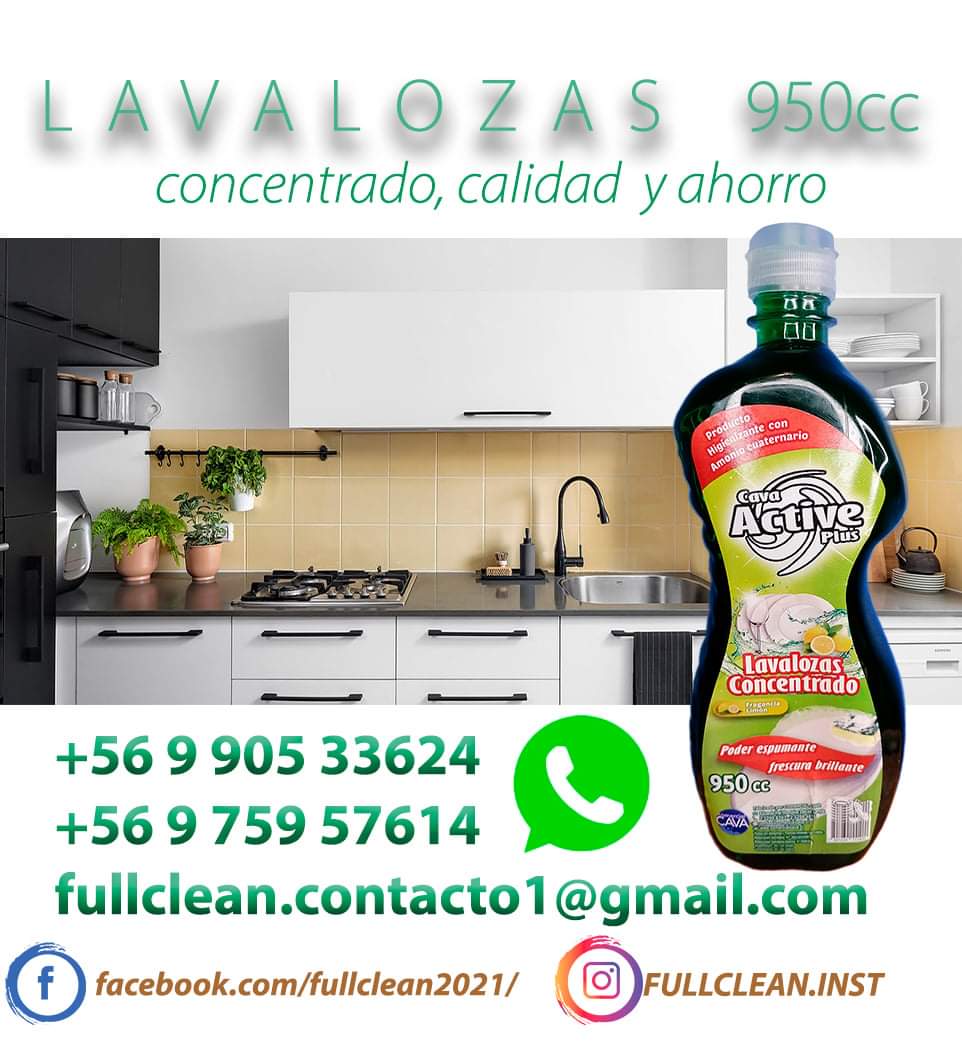 LAVALOZAS 950cc
concentrado, calidad y ahorro
Producto
Higienizante con
Amonio cuaternario
Cava
Active
Plus
Lavalozas
Concentrado
Fragancia
Limón
Poder espumante
frescura brillante
950 cc
CAVA
+56 9 905 33624
+56 9 759 57614
fullclean.contacto1@gmail.com
facebook.com/fullclean2021/
FULLCLEAN.INST